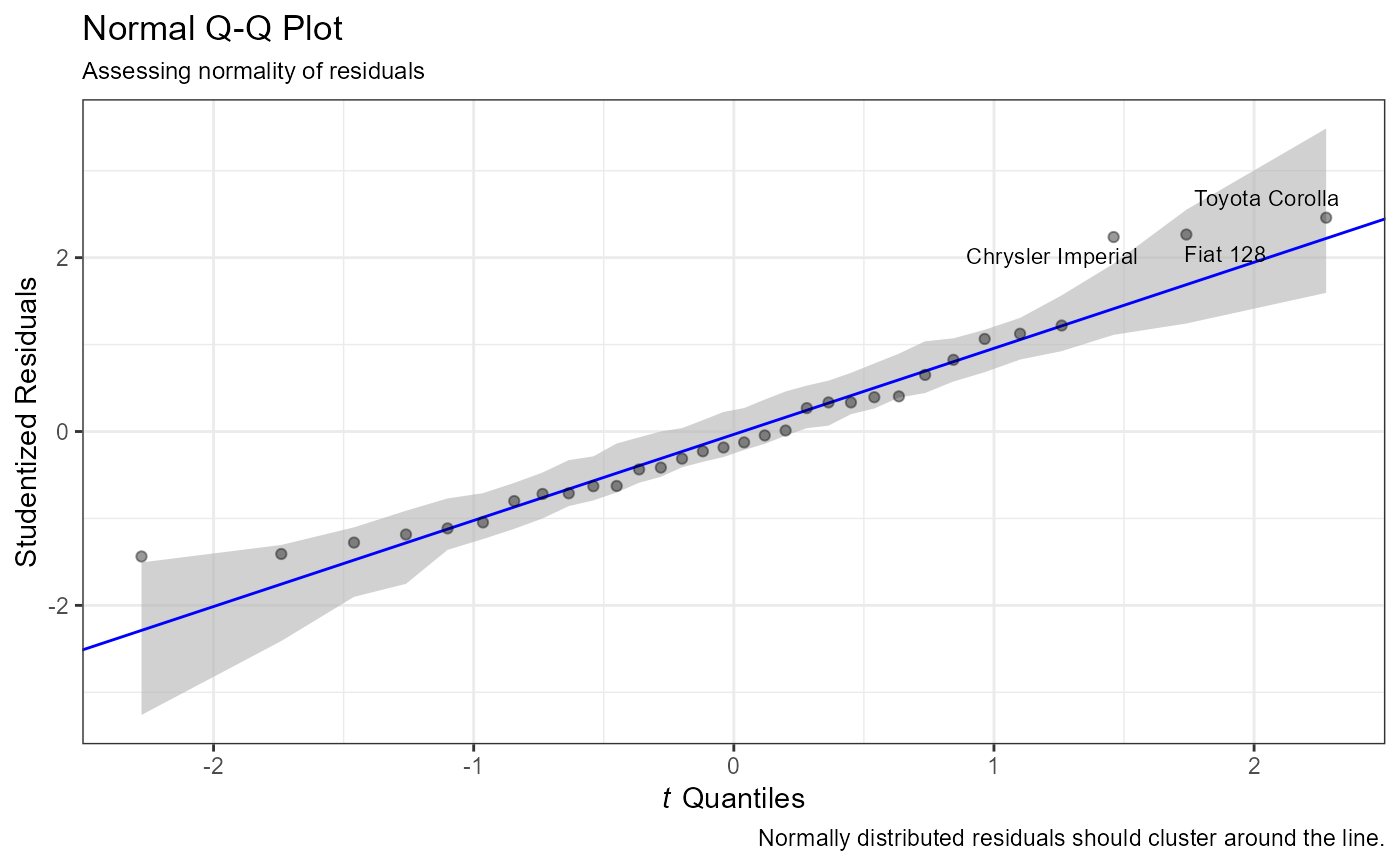 Normal Q-Q Plot
Assessing normality of residuals
Studentized Residuals
2
0
-2
Toyota Corolla
Chrysler Imperial
Fiat 128
-2
-1
0
1
2
t Quantiles
Normally distributed residuals should cluster around the line.